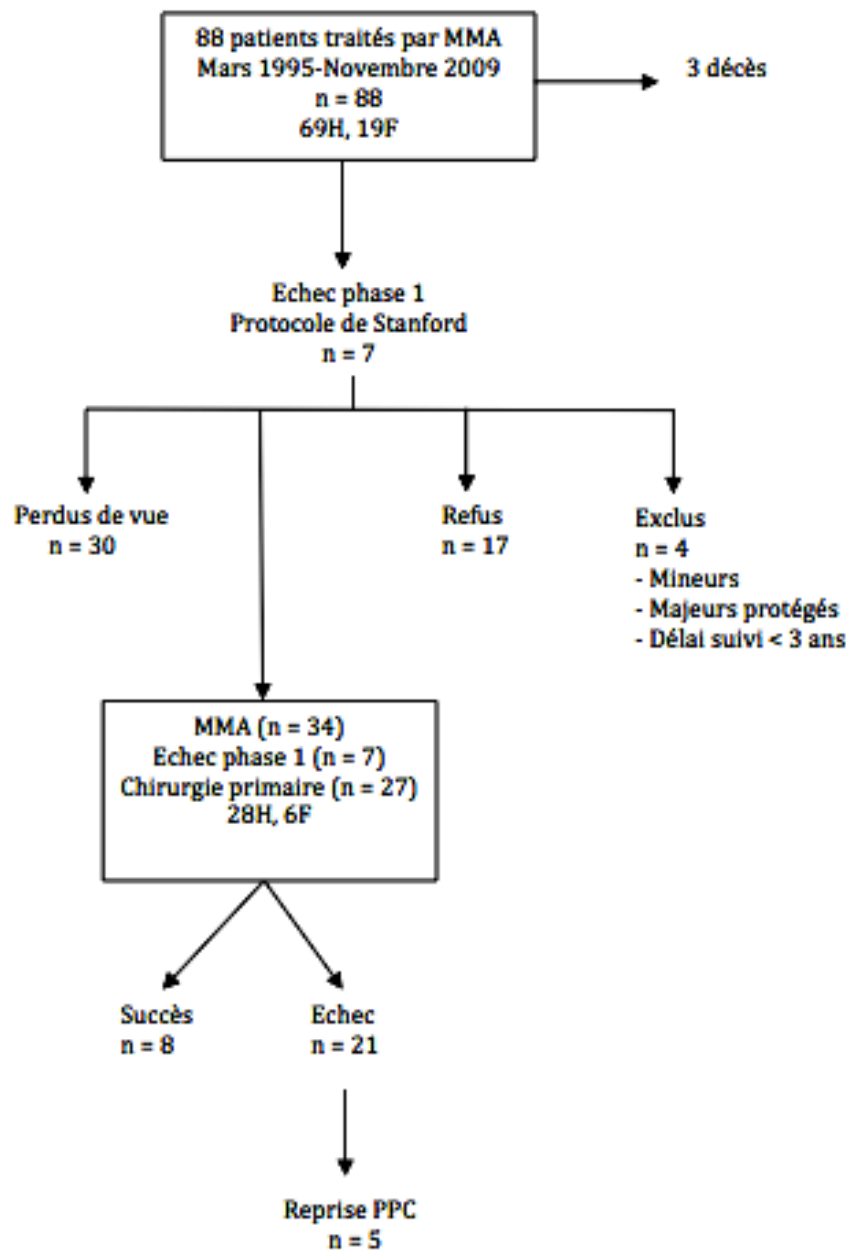 88 patients traités par MMA
Mars 1995-Novembre 2009
n = 88
69H, 19F
3 décès
Echec phase 1
Protocole de Stanford
n = 7
Perdus de vue
n = 30
Refus
n = 17
Exclus
n = 4
- Mineurs
- Majeurs protégés
- Délai suivi < 3 ans
MMA (n = 34)
Echec phase 1 (n = 7)
Chirurgie primaire (n = 27)
28H, 6F
Succès
n = 8
Echec
n = 21
Reprise PPC
n = 5